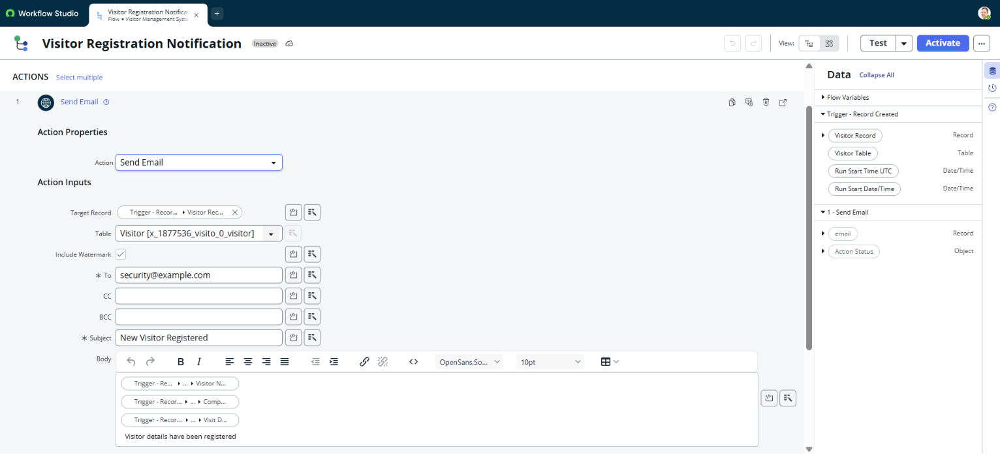 Workflow Studio
Visitor Registration Notificat
Flow • Visitor Management Syste
Visitor Registration Notification
Inactive
View:
Test
Activate
ACTIONS
Select multiple
1
Send Email
Action Properties
Action
Send Email
Action Inputs
Target Record
Trigger - Recor... Visitor Rec...
Table
Visitor [x_1877536_visito_0_visitor]
Include Watermark
* To
security@example.com
CC
BCC
* Subject
New Visitor Registered
Body
B I
OpenSans,So...
10pt
Trigger - Re... ... Visitor N...
Trigger - Recor... ... Comp...
Trigger - Recor... ... Visit D...
Visitor details have been registered
Data
Collapse All
Flow Variables
Trigger - Record Created
Visitor Record
Record
Visitor Table
Table
Run Start Time UTC
Date/Time
Run Start Date/Time
Date/Time
1 - Send Email
email
Record
Action Status
Object